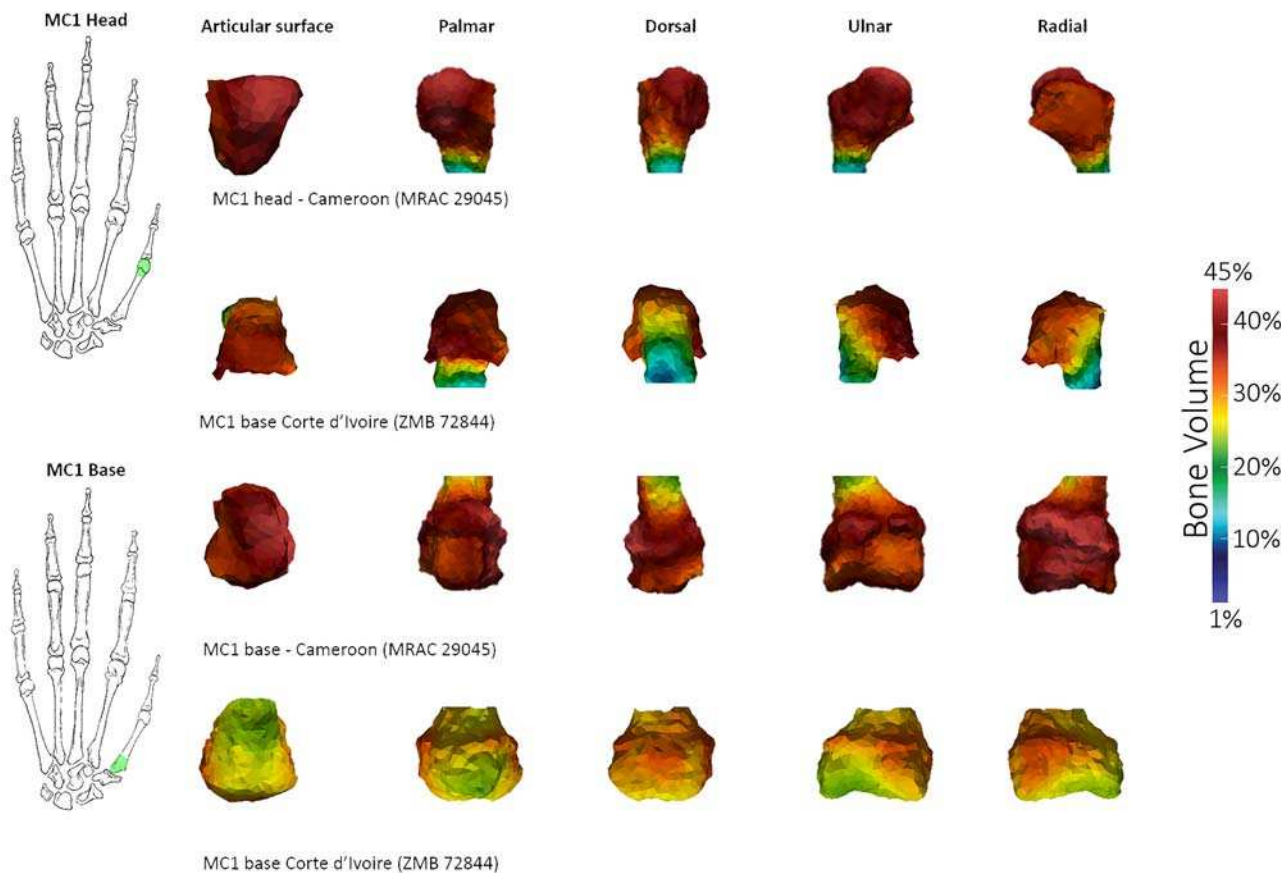 MC1 Head
Articular surface Palmar Dorsal Ulnar Radial
MC1 head - Cameroon (MRAC 29045)
MC1 base Corte d'Ivoire (ZMB 72844)
MC1 Base
MC1 base - Cameroon (MRAC 29045)
MC1 base Corte d'Ivoire (ZMB 72844)
45%
40%
30%
20%
10%
1%
Bone Volume